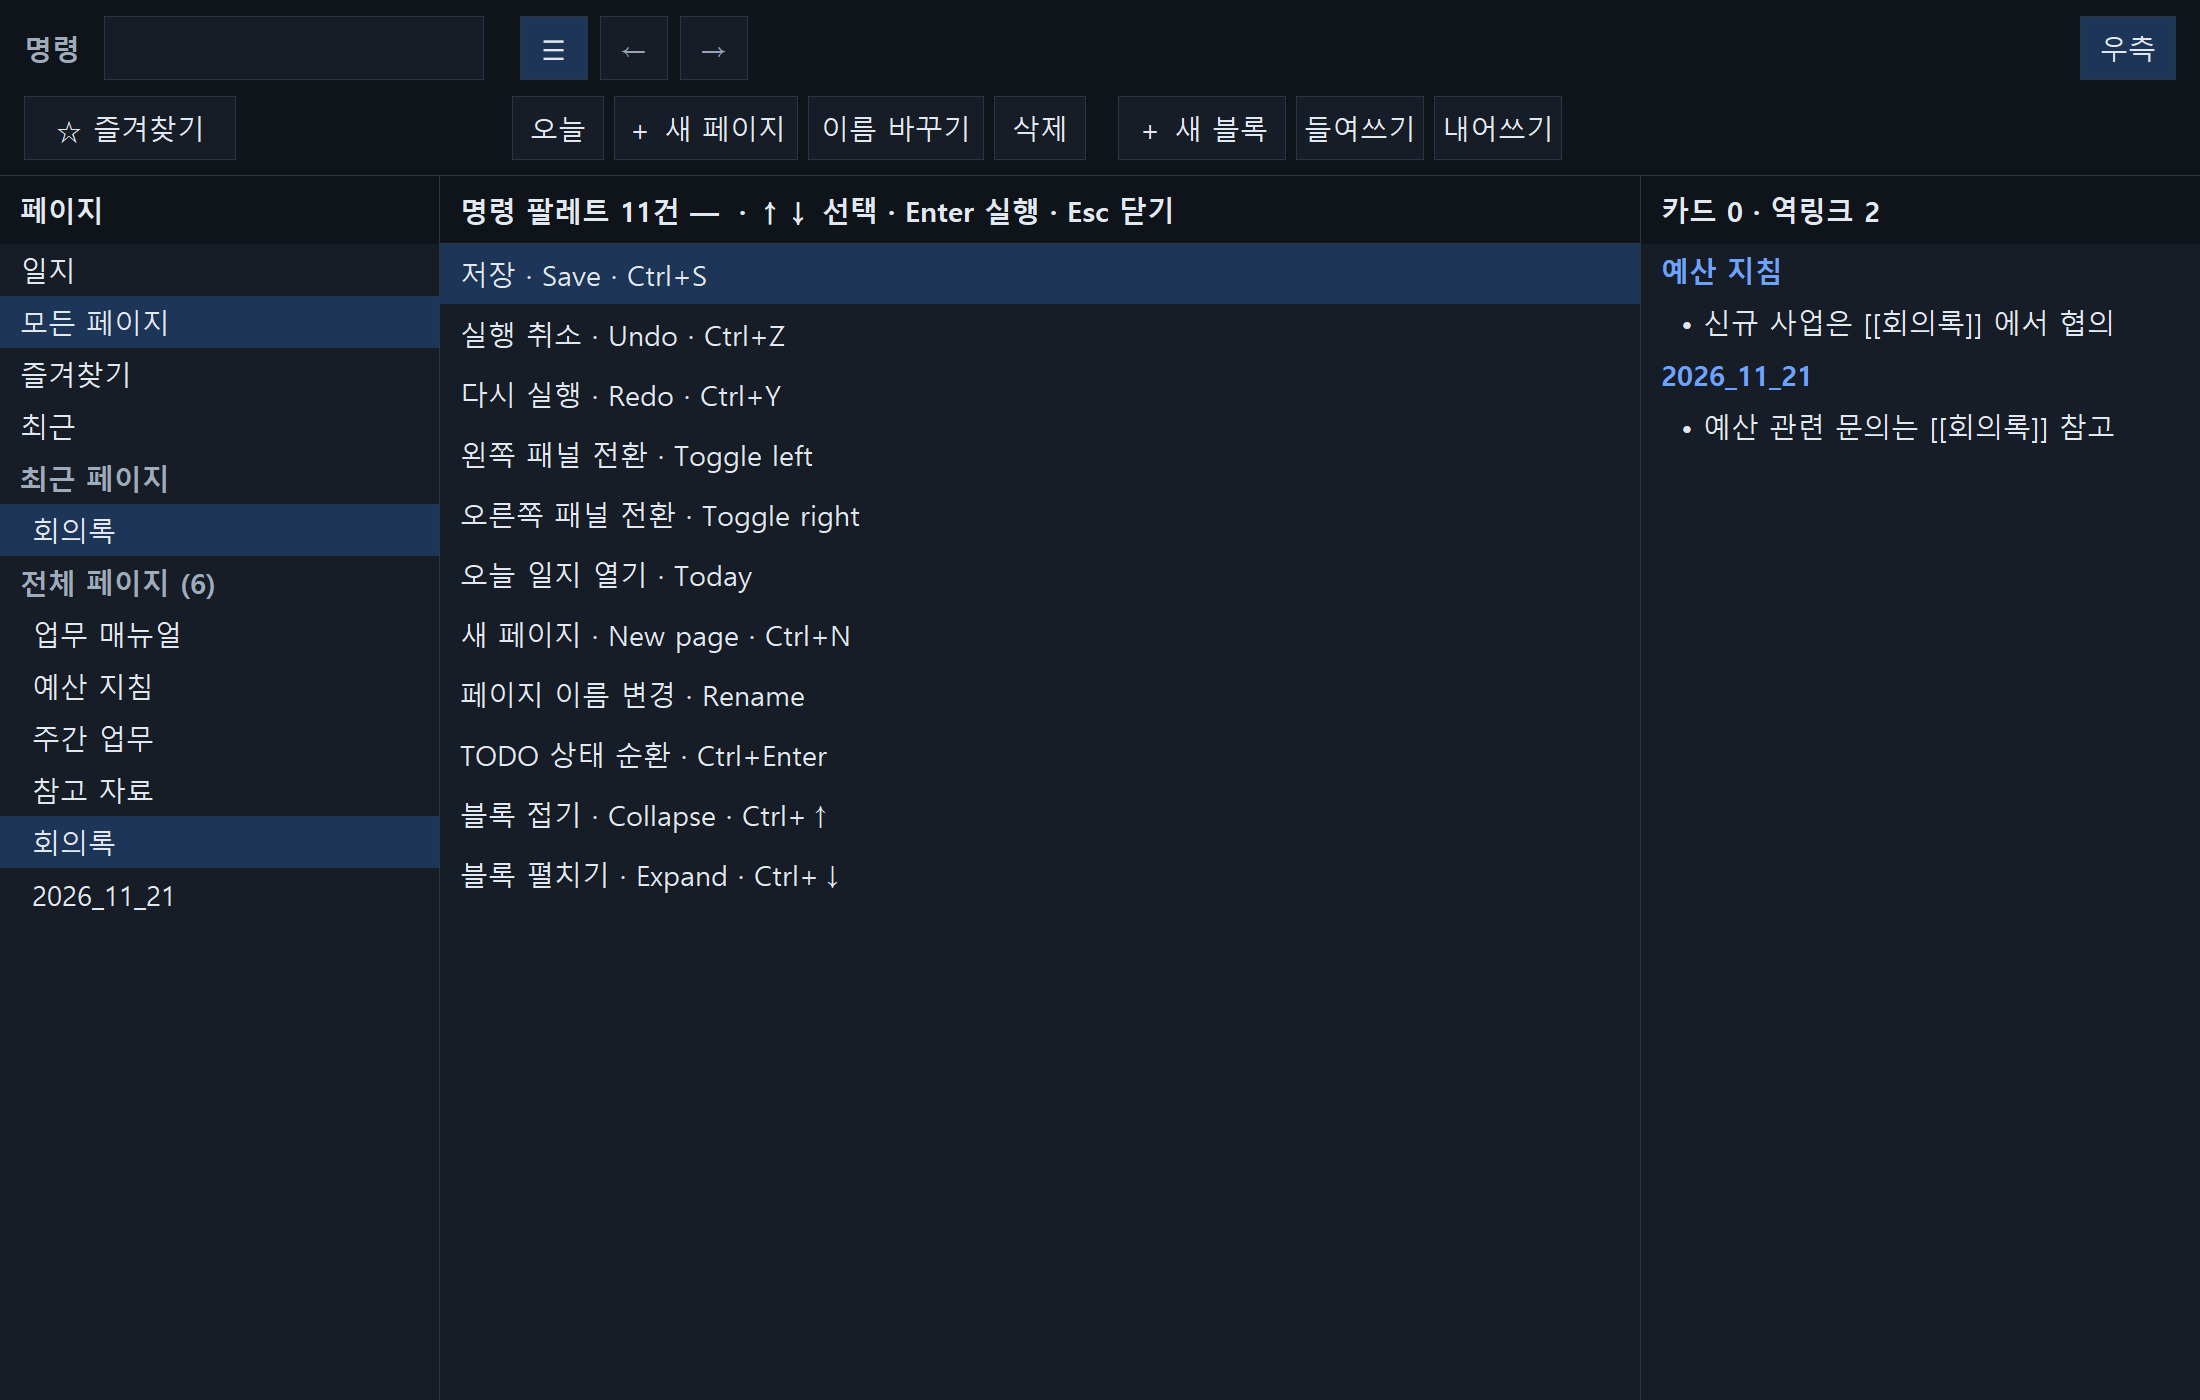 명령 ☰ ← → 우측
☆ 즐겨찾기 오늘 + 새 페이지 이름 바꾸기 삭제 + 새 블록 들여쓰기 내어쓰기
페이지
일지
모든 페이지
즐겨찾기
최근
최근 페이지
회의록
전체 페이지 (6)
업무 매뉴얼
예산 지침
주간 업무
참고 자료
회의록
2026_11_21
명령 팔레트 11건 — · ↑↓ 선택 · Enter 실행 · Esc 닫기
저장 · Save · Ctrl+S
실행 취소 · Undo · Ctrl+Z
다시 실행 · Redo · Ctrl+Y
왼쪽 패널 전환 · Toggle left
오른쪽 패널 전환 · Toggle right
오늘 일지 열기 · Today
새 페이지 · New page · Ctrl+N
페이지 이름 변경 · Rename
TODO 상태 순환 · Ctrl+Enter
블록 접기 · Collapse · Ctrl+↑
블록 펼치기 · Expand · Ctrl+↓
카드 0 · 역링크 2
예산 지침
• 신규 사업은 [[회의록]] 에서 협의
2026_11_21
• 예산 관련 문의는 [[회의록]] 참고